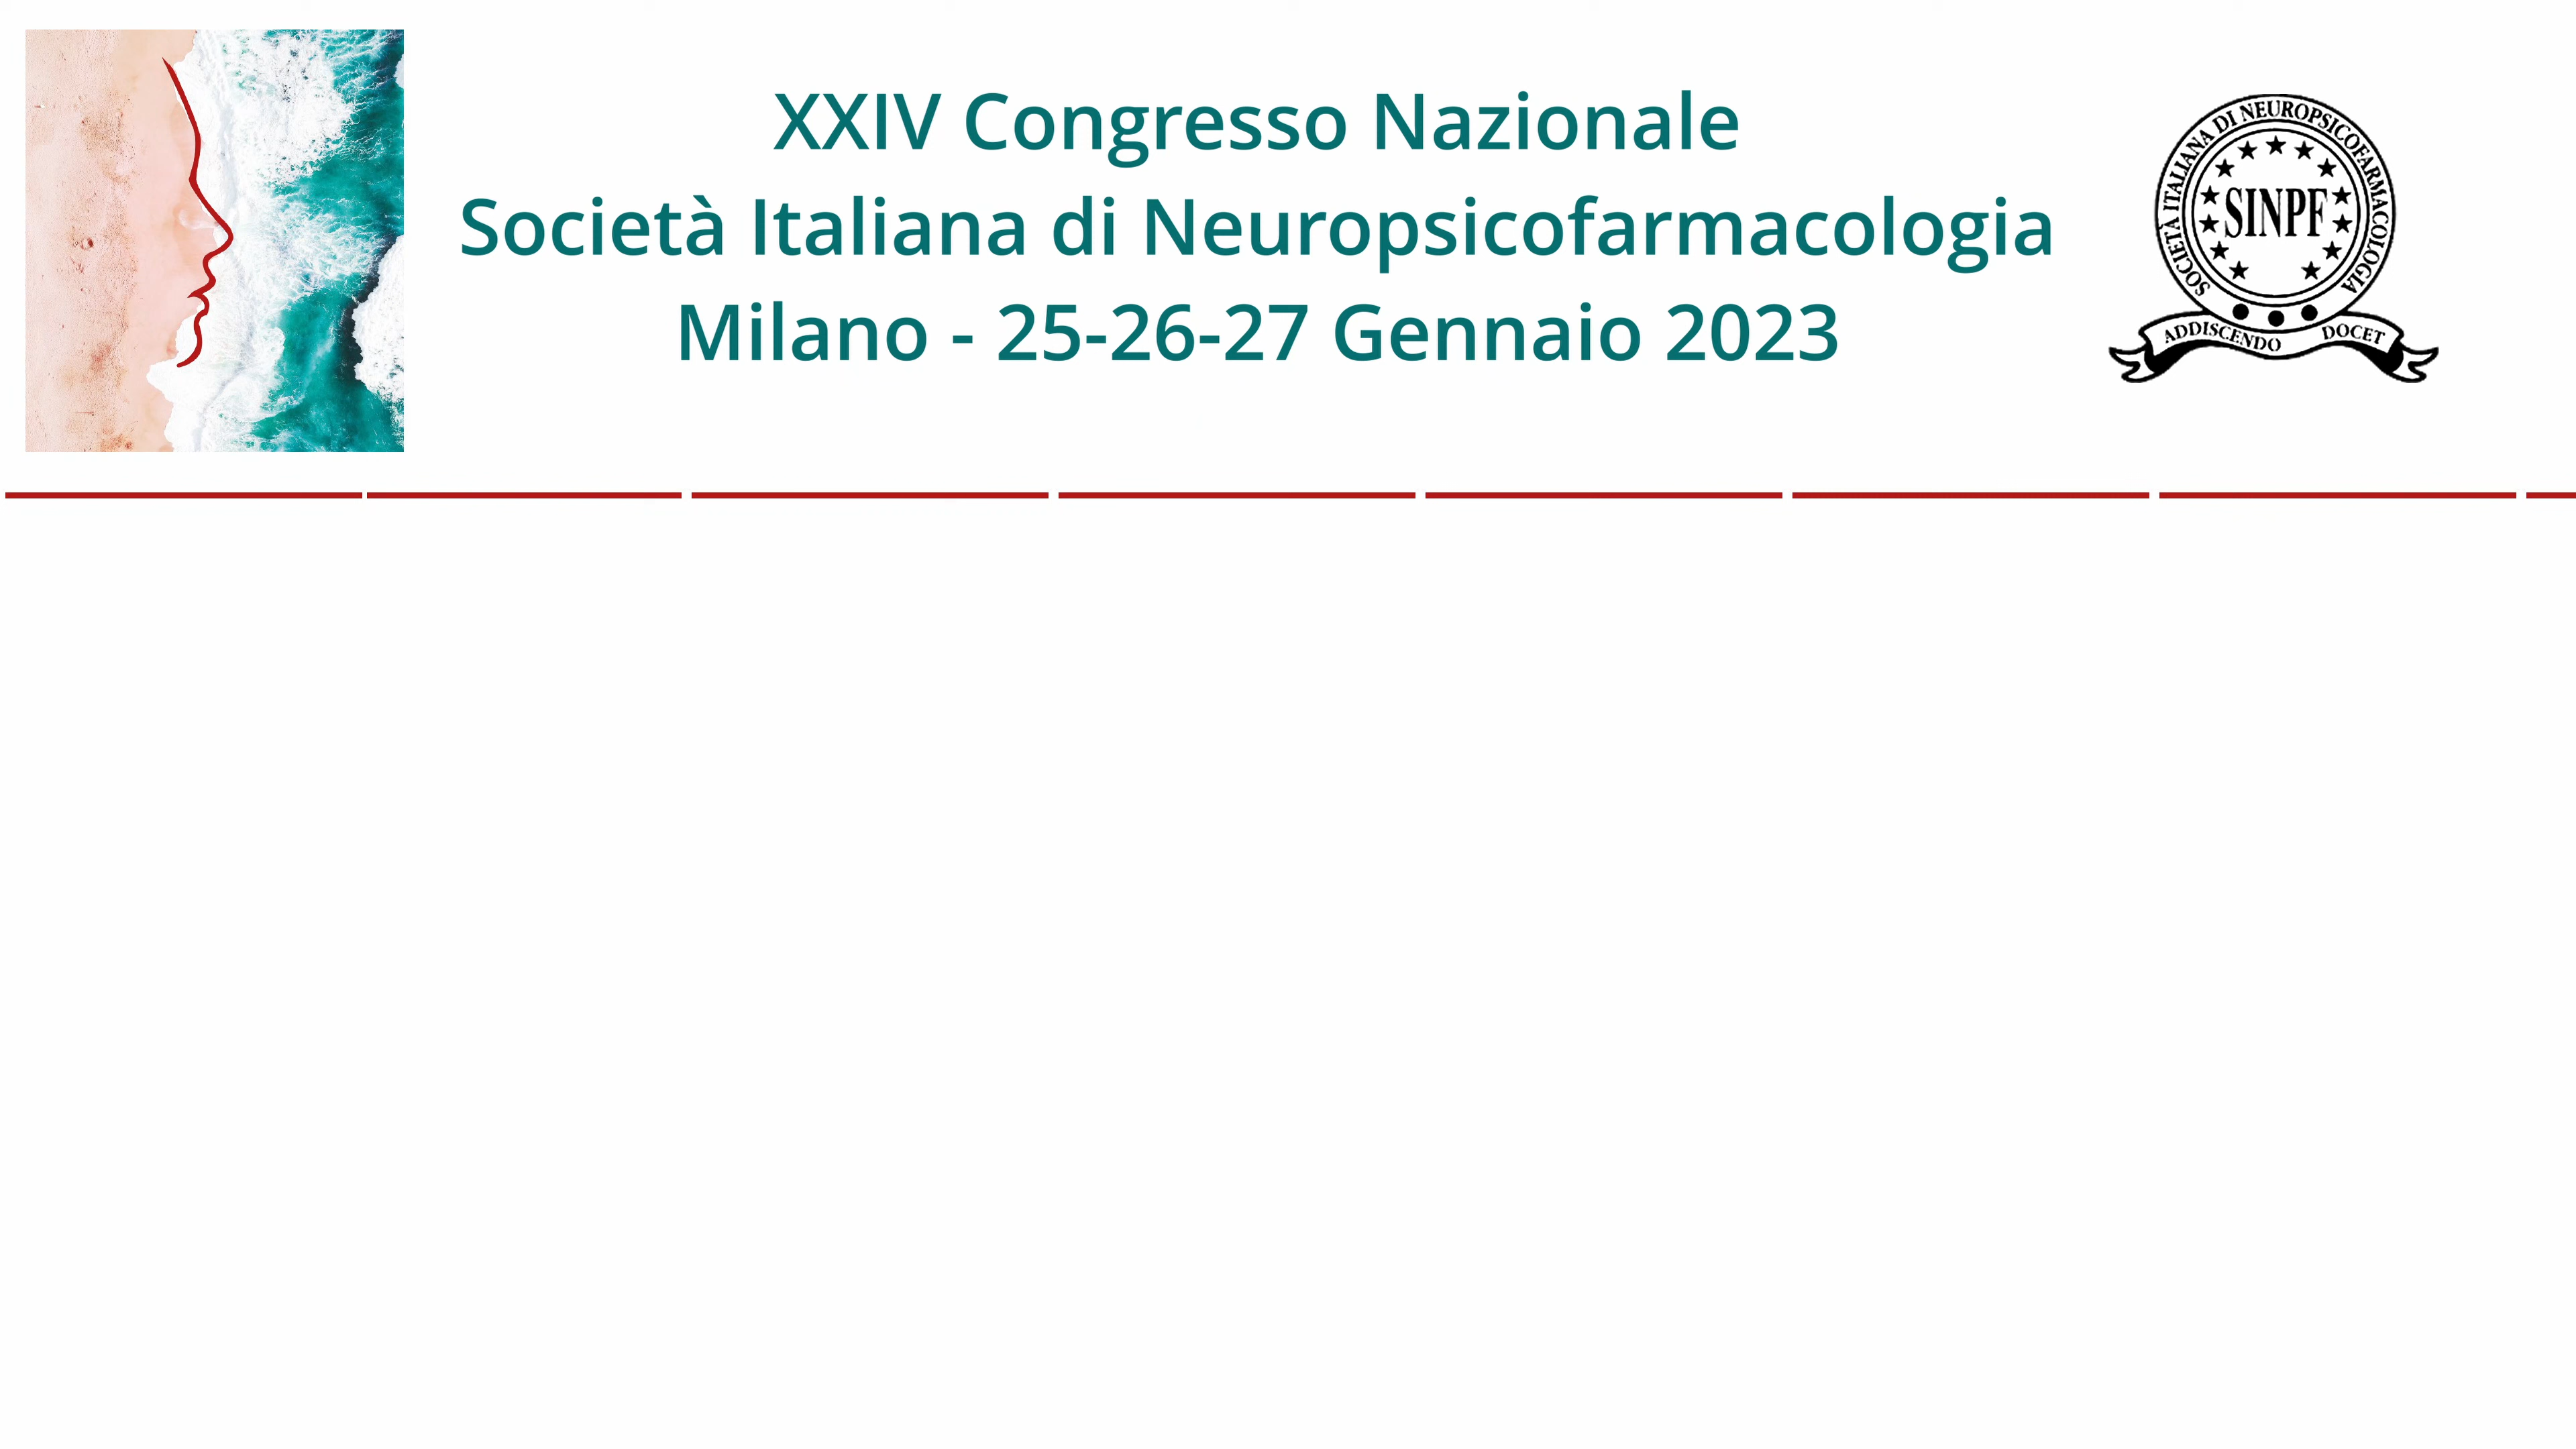 XXIV Congresso Nazionale
Società Italiana di Neuropsicofarmacologia
Milano - 25-26-27 Gennaio 2023
SOCIETÀ ITALIANA DI NEUROPSICOFARMACOLOGIA
SINPF
ADDISCENDO DOCET